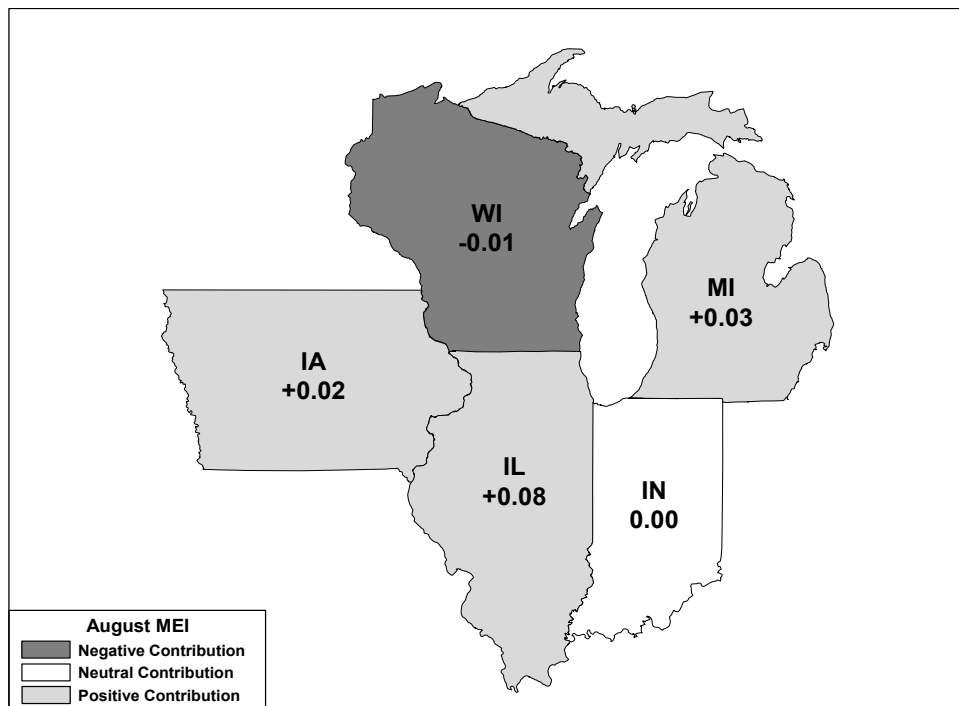 WI
-0.01
MI
+0.03
IA
+0.02
IL
+0.08
IN
0.00
August MEI
Negative Contribution
Neutral Contribution
Positive Contribution